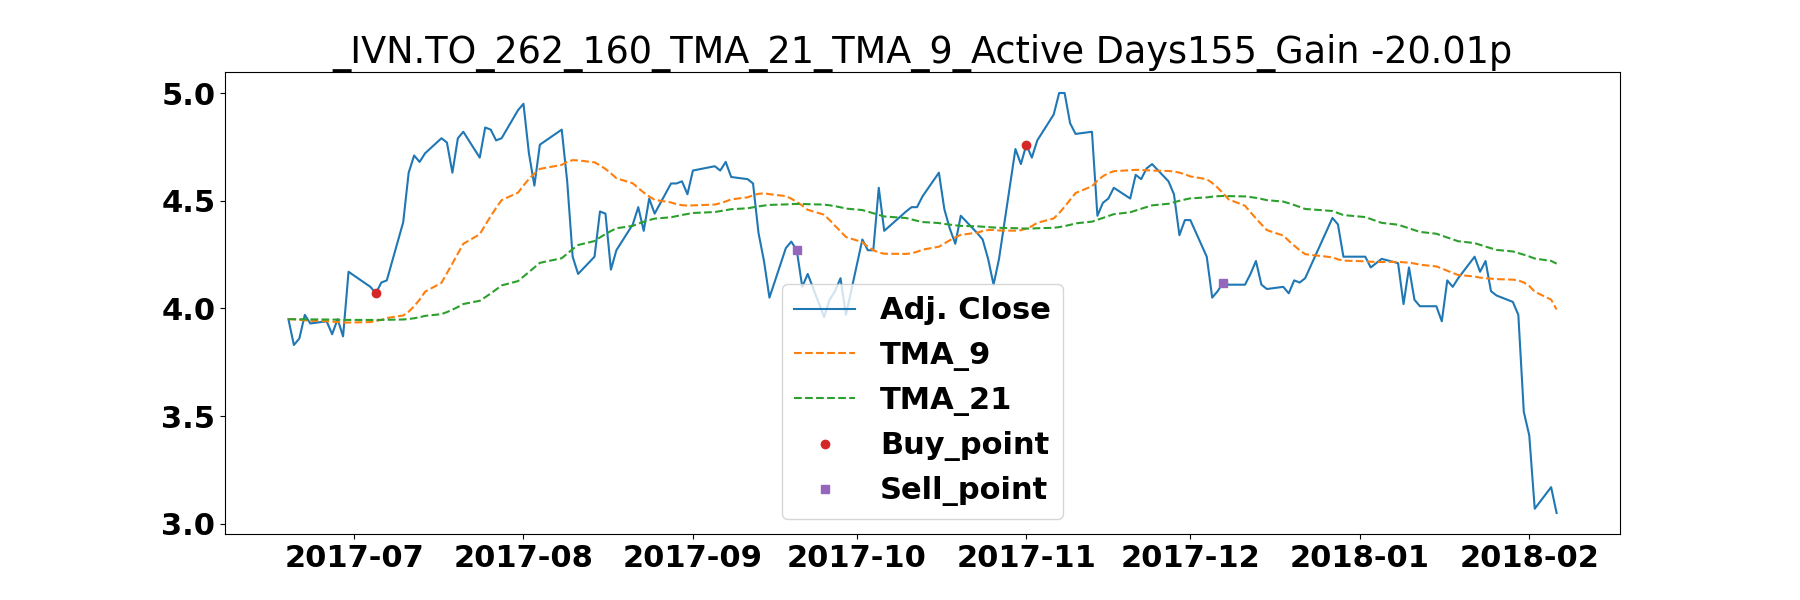 _IVN.TO_262_160_TMA_21_TMA_9_Active Days155_Gain -20.01p
5.0
4.5
4.0
3.5
3.0
Adj. Close
TMA_9
TMA_21
Buy_point
Sell_point
2017-07 2017-08 2017-09 2017-10 2017-11 2017-12 2018-01 2018-02